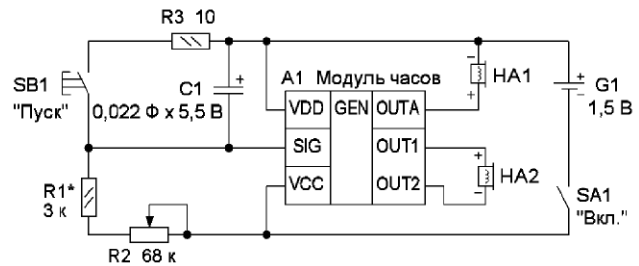 R3 10
SB1
"Пуск"
C1
+
0,022 Ф x 5,5 В
A1 Модуль часов
VDD GEN OUTA
SIG OUT1
VCC OUT2
−
+
HA1
+
−
HA2
+
G1
1,5 В
SA1
"Вкл."
R1*
3 к
R2 68 к